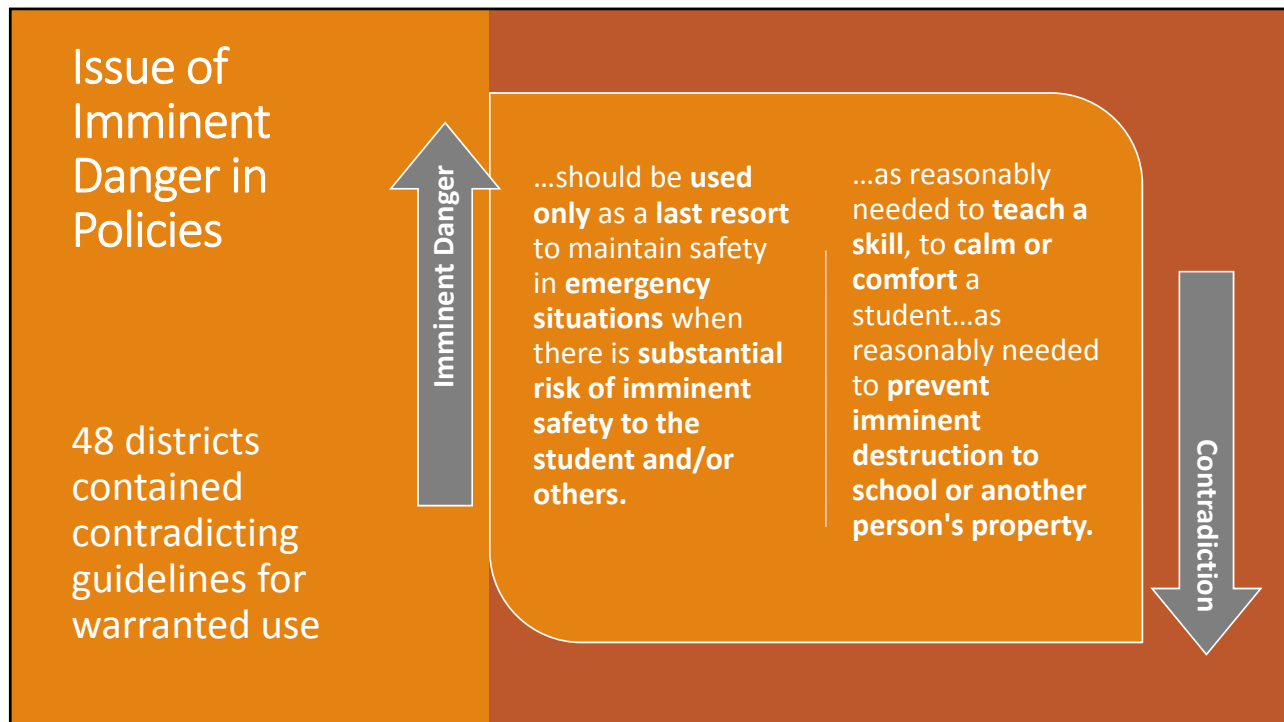 Issue of
Imminent
Danger in
Policies
48 districts
contained
contradicting
guidelines for
warranted use
Imminent Danger
...should be used
only as a last resort
to maintain safety
in emergency
situations when
there is substantial
risk of imminent
safety to the
student and/or
others.
...as reasonably
needed to teach a
skill, to calm or
comfort a
student...as
reasonably needed
to prevent
imminent
destruction to
school or another
person's property.
Contradiction